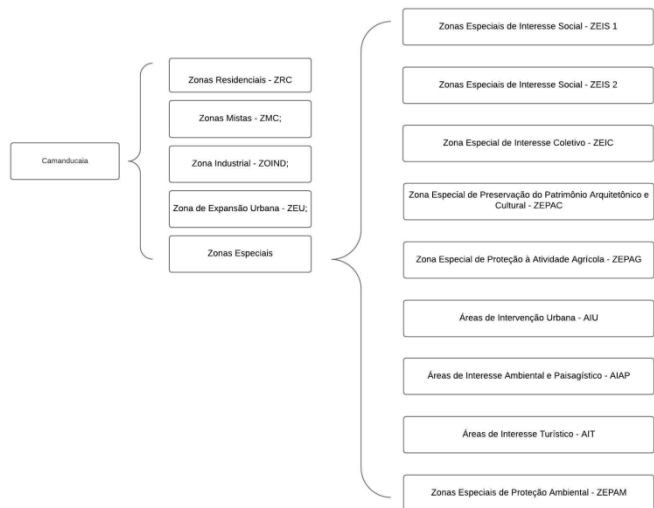 Camanducaia
Zonas Residenciais - ZRC
Zonas Mistas - ZMC;
Zona Industrial - ZOIND;
Zona de Expansão Urbana - ZEU;
Zonas Especiais
Zonas Especiais de Interesse Social - ZEIS 1
Zonas Especiais de Interesse Social - ZEIS 2
Zona Especial de Interesse Coletivo - ZEIC
Zona Especial de Preservação do Patrimônio Arquitetônico e
Cultural - ZEPAC
Zona Especial de Proteção à Atividade Agrícola - ZEPAG
Áreas de Intervenção Urbana - AIU
Áreas de Interesse Ambiental e Paisagístico - AIAP
Áreas de Interesse Turístico - AIT
Zonas Especiais de Proteção Ambiental - ZEPAM